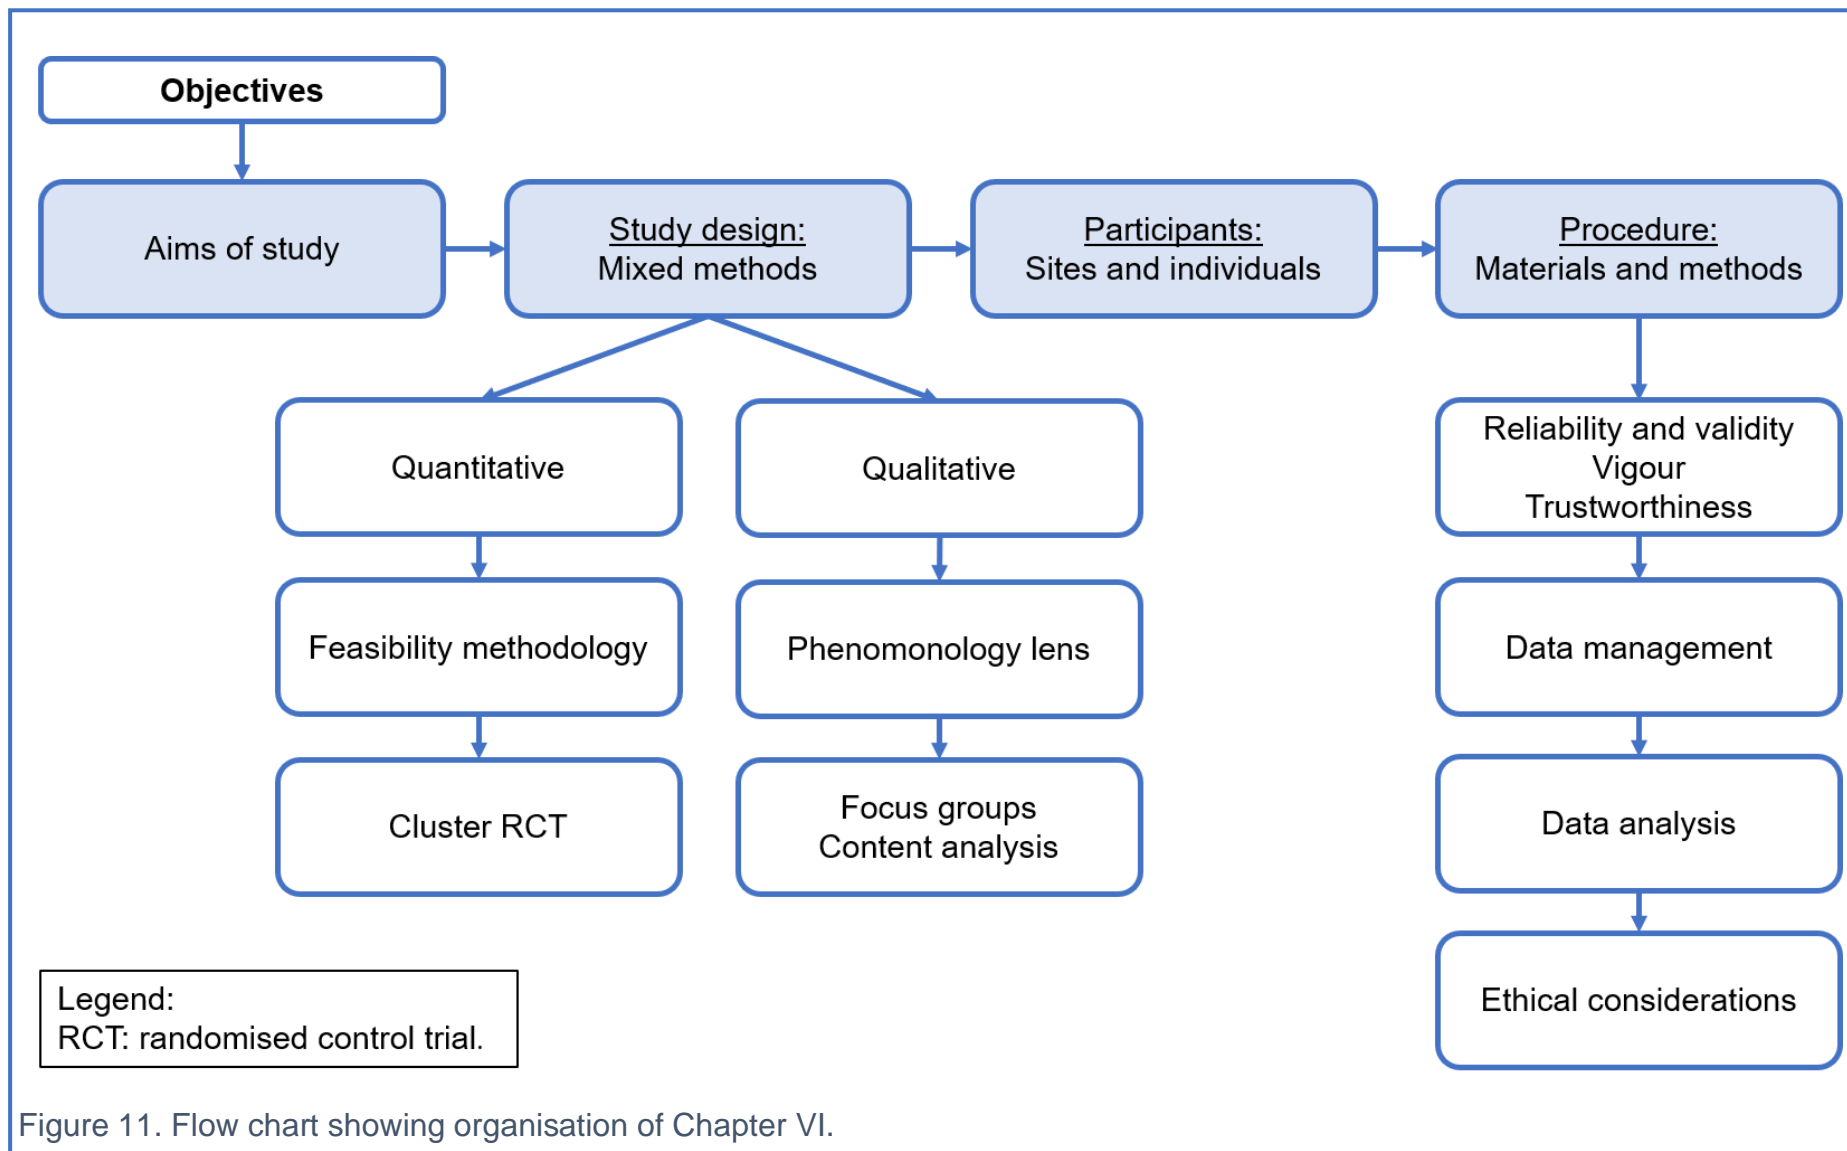 Objectives
Aims of study
Study design:
Mixed methods
Participants:
Sites and individuals
Procedure:
Materials and methods
Quantitative
Qualitative
Reliability and validity
Vigour
Trustworthiness
Feasibility methodology
Phenomonology lens
Data management
Cluster RCT
Focus groups
Content analysis
Data analysis
Ethical considerations
Legend:
RCT: randomised control trial.
Figure 11. Flow chart showing organisation of Chapter VI.